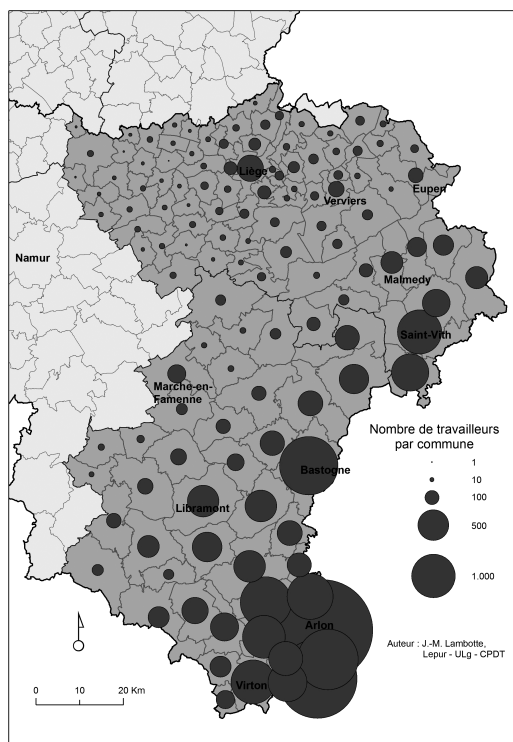 Liège
Eupen
Verviers
Namur
Malmedy
Saint-Vith
Marche-en-
Famenne
Nombre de travailleurs
par commune
1
10
100
500
1.000
Bastogne
Libramont
Arlon
Auteur : J.-M. Lambotte,
Lepur - ULg - CPDT
Virton
0 10 20 Km